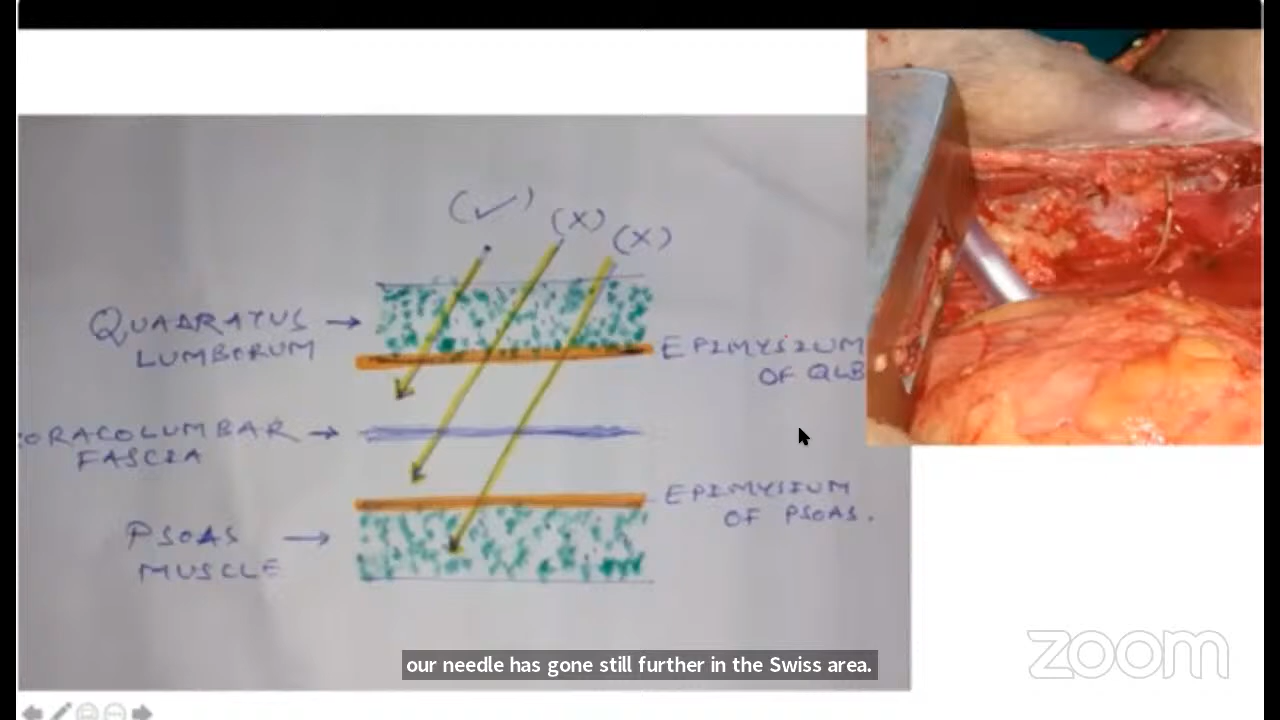 (✓)
(X)
(X)
QUADRATUS
LUMBORUM
EPIMYSIUM
OF QLB
ORACOLUMBAR
FASCIA
EPIMYSIUM
OF PSOAS.
PSOAS
MUSCLE
our needle has gone still further in the Swiss area.
zoom